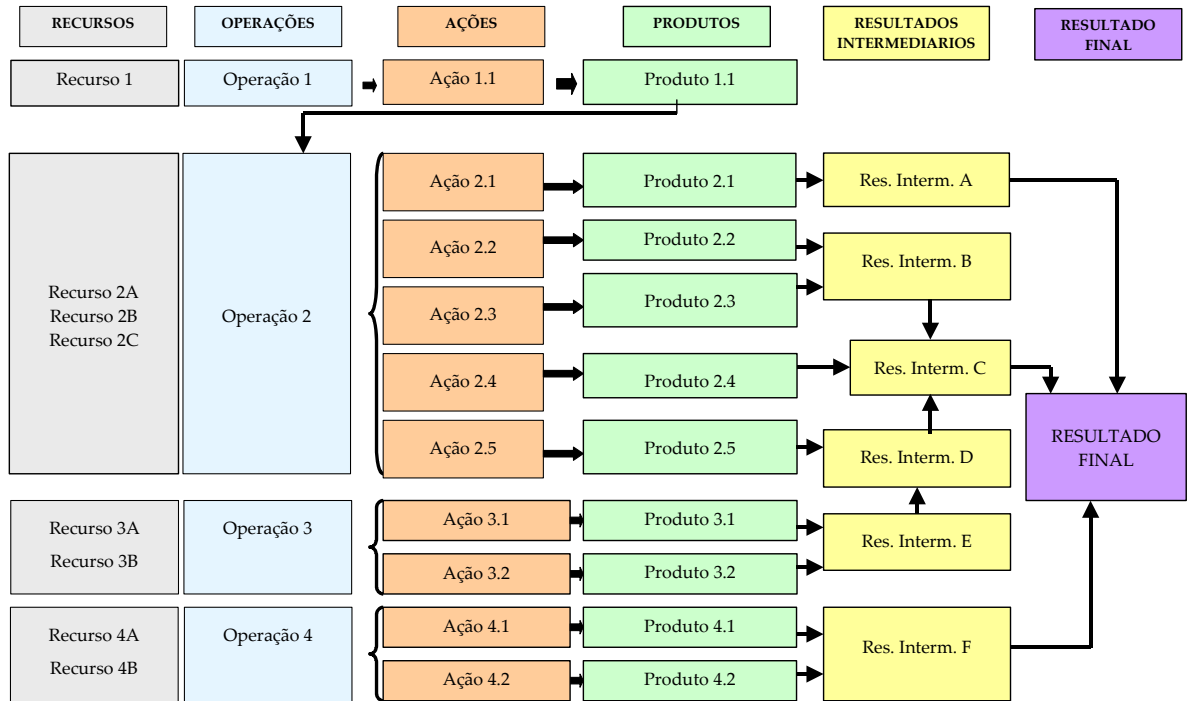 RECURSOS
OPERAÇÕES
AÇÕES
PRODUTOS
RESULTADOS
INTERMEDIARIOS
RESULTADO
FINAL
Recurso 1
Operação 1
Ação 1.1
Produto 1.1
Recurso 2A
Recurso 2B
Recurso 2C
Operação 2
Ação 2.1
Produto 2.1
Res. Interm. A
Ação 2.2
Produto 2.2
Res. Interm. B
Ação 2.3
Produto 2.3
Ação 2.4
Produto 2.4
Res. Interm. C
Ação 2.5
Produto 2.5
Res. Interm. D
RESULTADO
FINAL
Recurso 3A
Recurso 3B
Operação 3
Ação 3.1
Produto 3.1
Res. Interm. E
Ação 3.2
Produto 3.2
Recurso 4A
Recurso 4B
Operação 4
Ação 4.1
Produto 4.1
Res. Interm. F
Ação 4.2
Produto 4.2